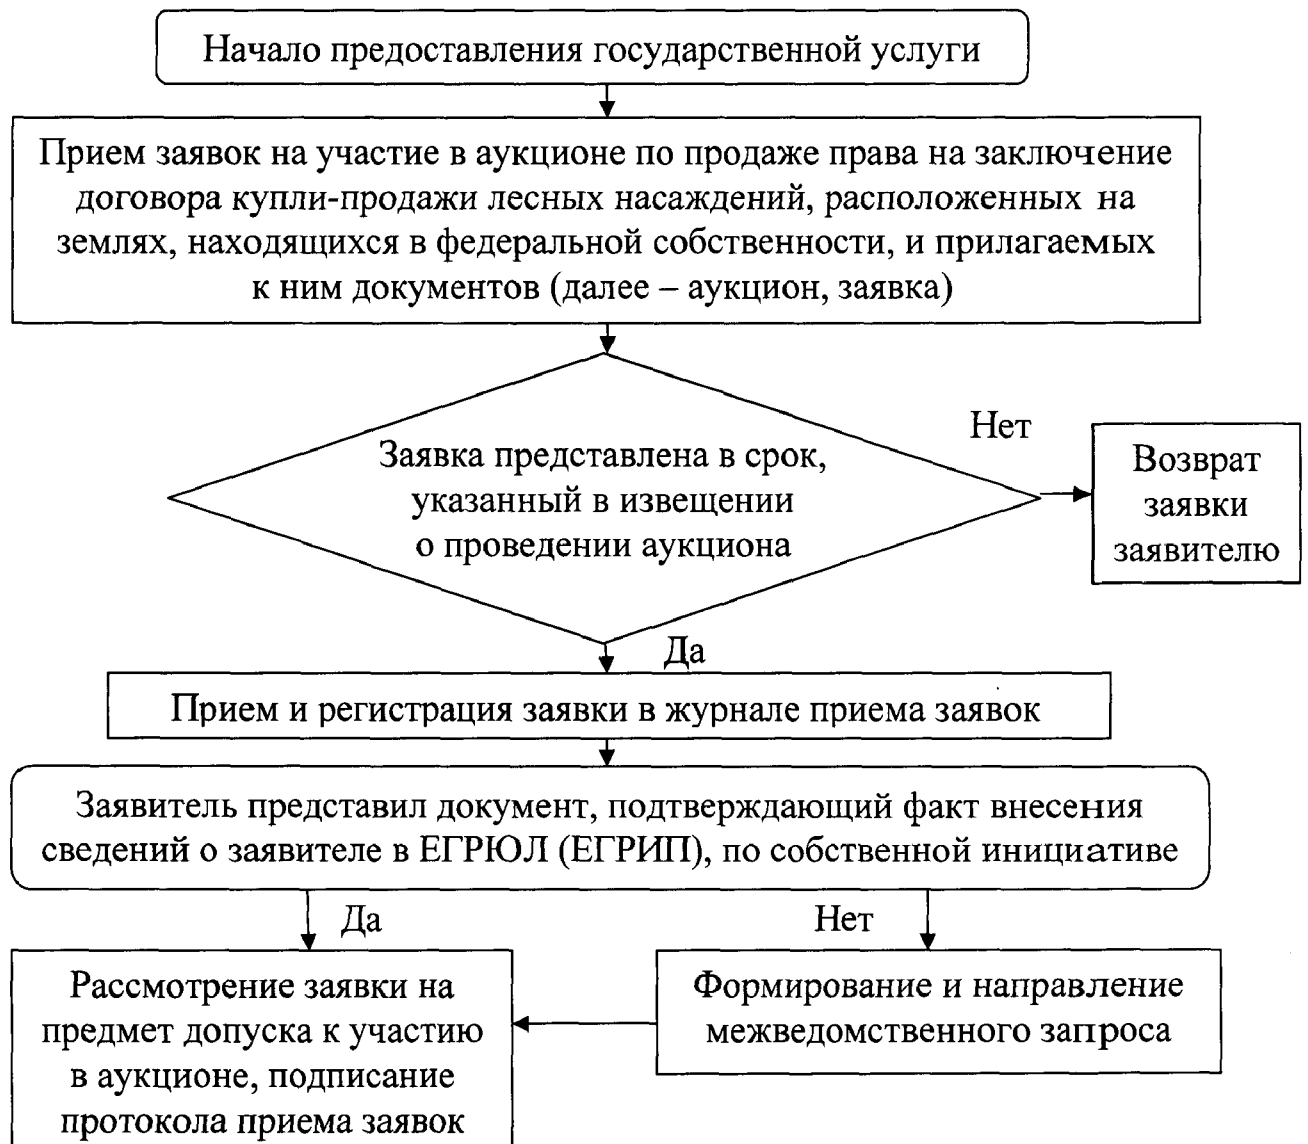 Начало предоставления государственной услуги
Прием заявок на участие в аукционе по продаже права на заключение
договора купли-продажи лесных насаждений, расположенных на
землях, находящихся в федеральной собственности, и прилагаемых
к ним документов (далее – аукцион, заявка)
Заявка представлена в срок,
указанный в извещении
о проведении аукциона
Нет
Возврат
заявки
заявителю
Да
Прием и регистрация заявки в журнале приема заявок
Заявитель представил документ, подтверждающий факт внесения
сведений о заявителе в ЕГРЮЛ (ЕГРИП), по собственной инициативе
Да
Нет
Рассмотрение заявки на
предмет допуска к участию
в аукционе, подписание
протокола приема заявок
Формирование и направление
межведомственного запроса